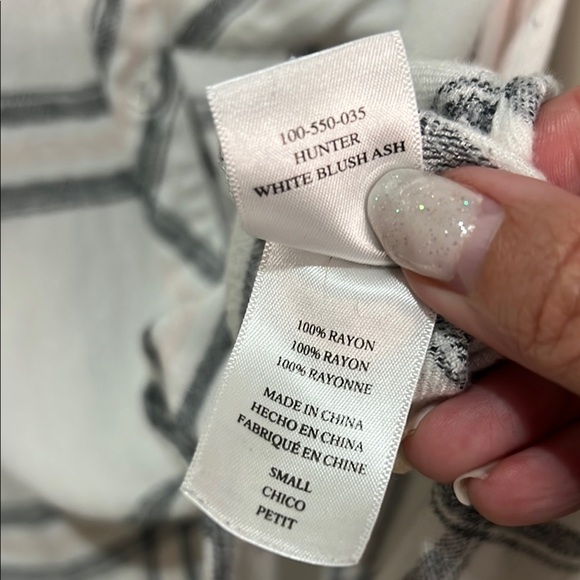 100-550-035
HUNTER
WHITE BLUSH ASH
100% RAYON
100% RAYON
100% RAYONNE
MADE IN CHINA
HECHO EN CHINA
FABRIQUÉ EN CHINE
SMALL
CHICO
PETIT